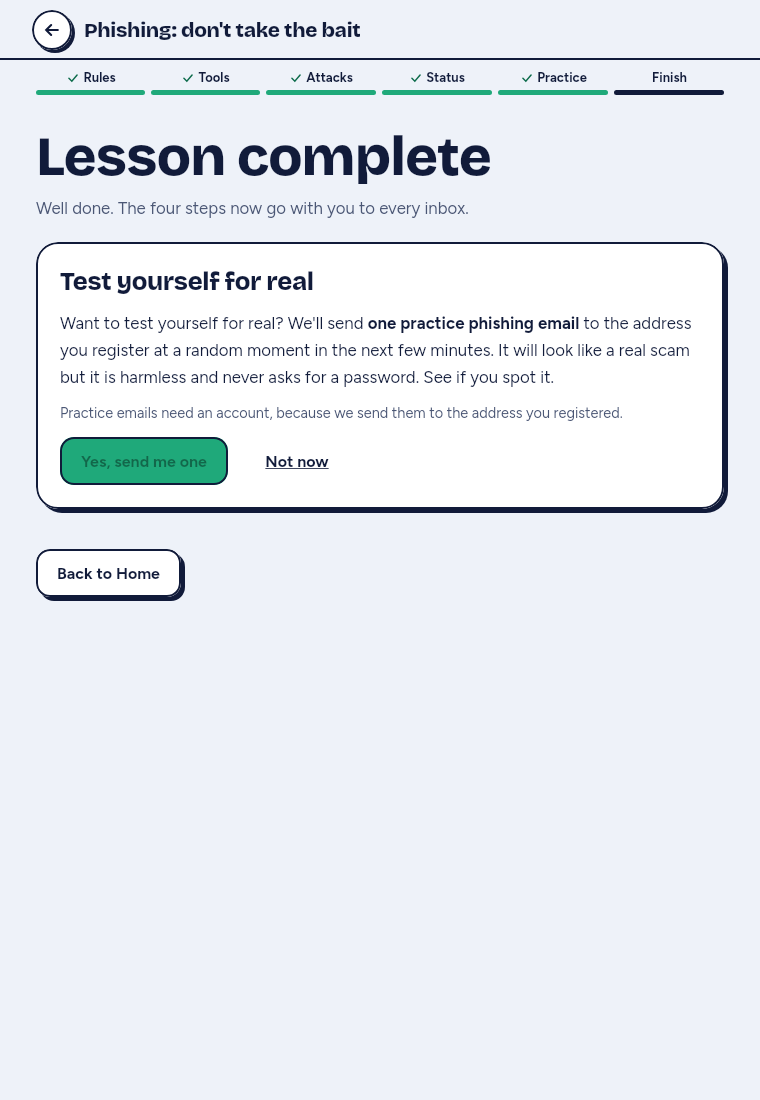 Phishing: don't take the bait
Rules
Tools
Attacks
Status
Practice
Finish
Lesson complete
Well done. The four steps now go with you to every inbox.
Test yourself for real
Want to test yourself for real? We'll send one practice phishing email to the address
you register at a random moment in the next few minutes. It will look like a real scam
but it is harmless and never asks for a password. See if you spot it.
Practice emails need an account, because we send them to the address you registered.
Yes, send me one
Not now
Back to Home